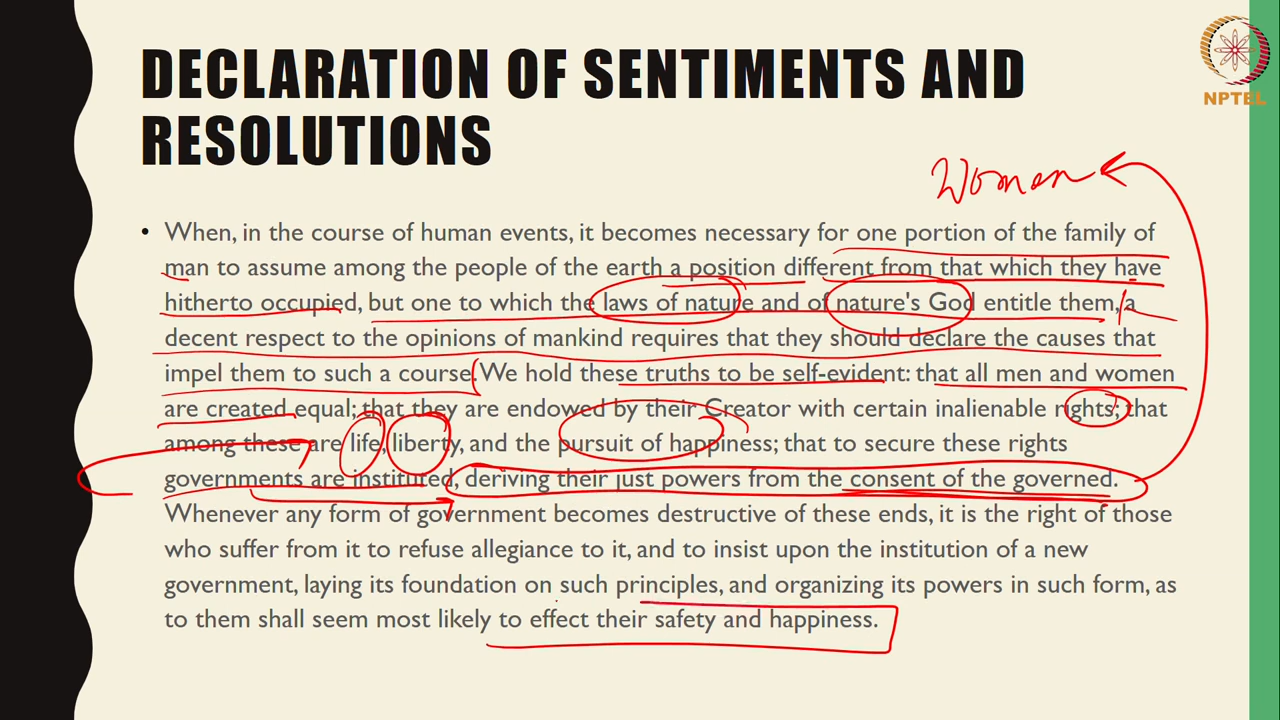 DECLARATION OF SENTIMENTS AND
RESOLUTIONS
NPTEL
Women
• When, in the course of human events, it becomes necessary for one portion of the family of
man to assume among the people of the earth a position different from that which they have
hitherto occupied, but one to which the laws of nature and of nature's God entitle them, a
decent respect to the opinions of mankind requires that they should declare the causes that
impel them to such a course. We hold these truths to be self-evident: that all men and women
are created equal; that they are endowed by their Creator with certain inalienable rights; that
among these are life, liberty, and the pursuit of happiness; that to secure these rights
governments are instituted, deriving their just powers from the consent of the governed.
Whenever any form of government becomes destructive of these ends, it is the right of those
who suffer from it to refuse allegiance to it, and to insist upon the institution of a new
government, laying its foundation on such principles, and organizing its powers in such form, as
to them shall seem most likely to effect their safety and happiness.